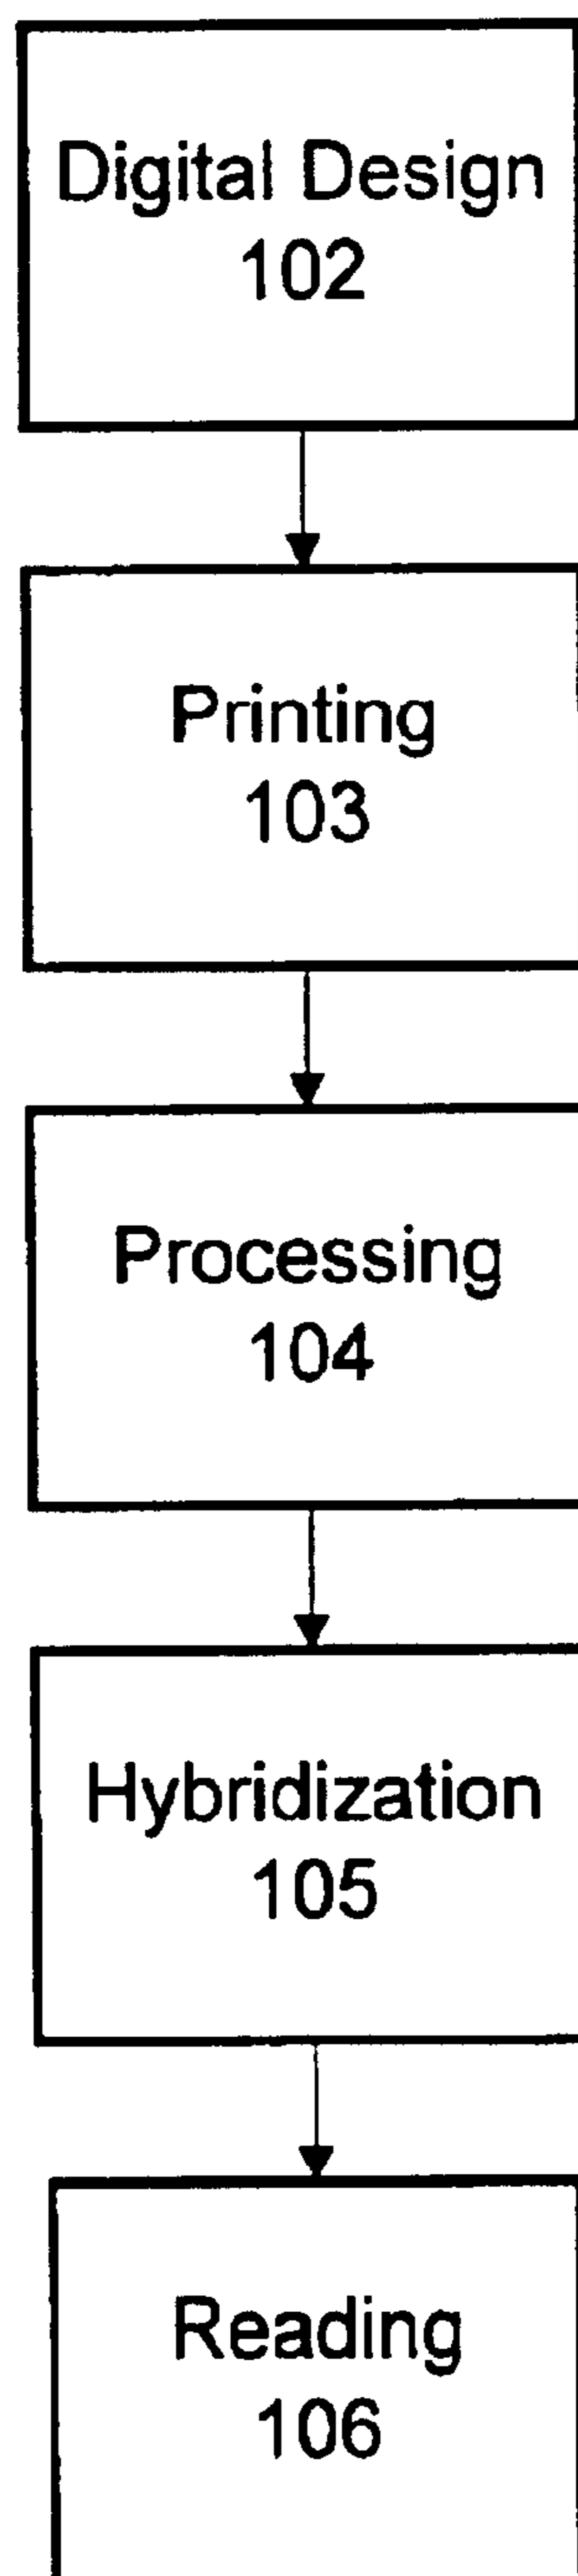 Digital Design
102
Printing
103
Processing
104
Hybridization
105
Reading
106